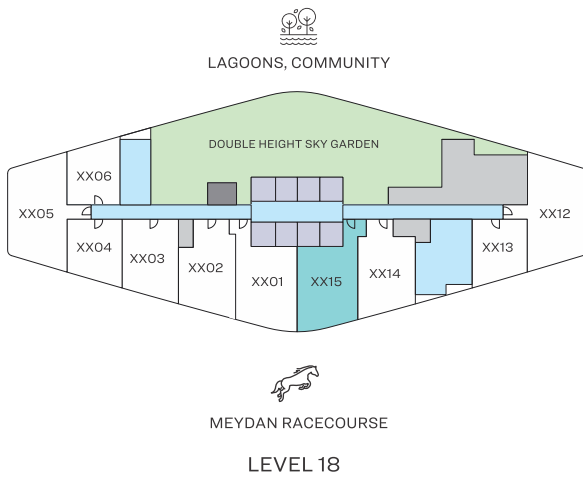 LAGOONS, COMMUNITY
DOUBLE HEIGHT SKY GARDEN
XX06
XX05
XX12
XX04
XX03
XX02
XX01
XX15
XX14
XX13
MEYDAN RACECOURSE
LEVEL 18